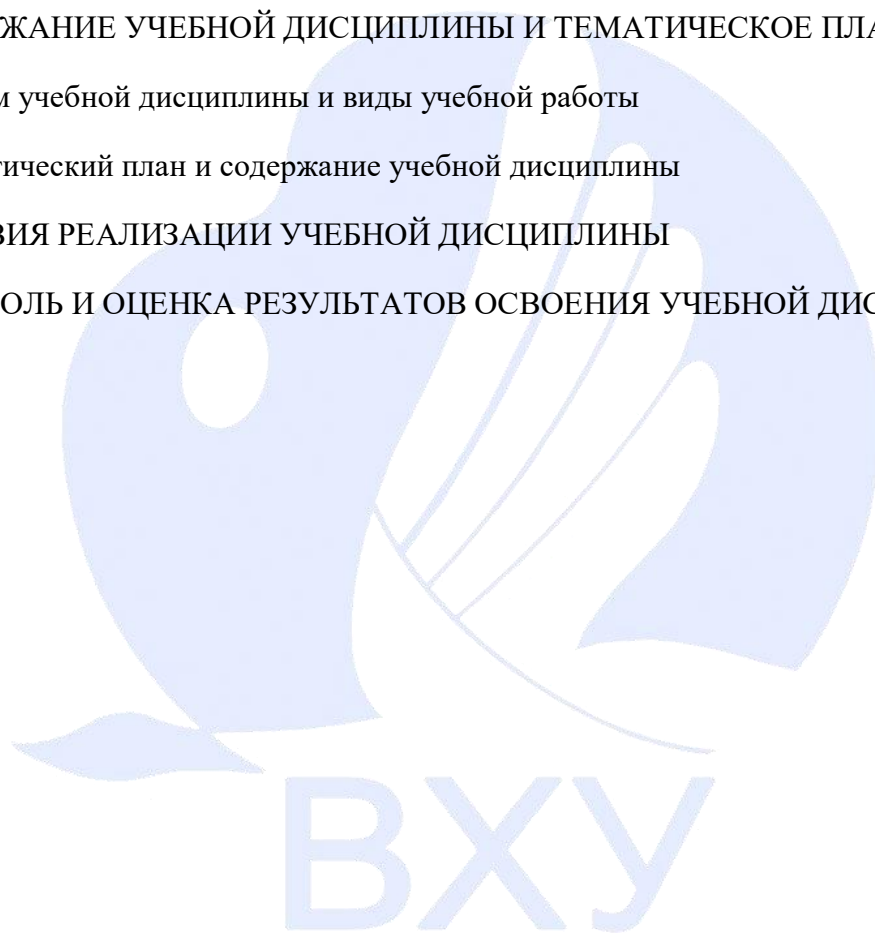 ЖАНИЕ УЧЕБНОЙ ДИСЦИПЛИНЫ И ТЕМАТИЧЕСКОЕ ПЛА
м учебной дисциплины и виды учебной работы
тический план и содержание учебной дисциплины
ВИЯ РЕАЛИЗАЦИИ УЧЕБНОЙ ДИСЦИПЛИНЫ
ОЛЬ И ОЦЕНКА РЕЗУЛЬТАТОВ ОСВОЕНИЯ УЧЕБНОЙ ДИС
ВХУ